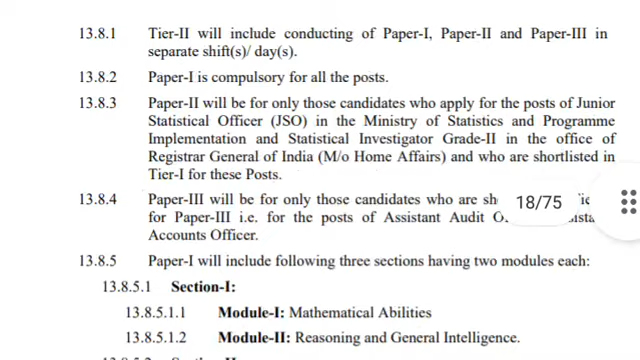 13.8.1 Tier-II will include conducting of Paper-I, Paper-II and Paper-III in
separate shift(s)/ day(s).
13.8.2 Paper-I is compulsory for all the posts.
13.8.3 Paper-II will be for only those candidates who apply for the posts of Junior
Statistical Officer (JSO) in the Ministry of Statistics and Programme
Implementation and Statistical Investigator Grade-II in the office of
Registrar General of India (M/o Home Affairs) and who are shortlisted in
Tier-I for these Posts.
13.8.4 Paper-III will be for only those candidates who are
18/75
for Paper-III i.e. for the posts of Assistant Audit
Accounts Officer.
13.8.5 Paper-I will include following three sections having two modules each:
13.8.5.1 Section-I:
13.8.5.1.1 Module-I: Mathematical Abilities
13.8.5.1.2 Module-II: Reasoning and General Intelligence.